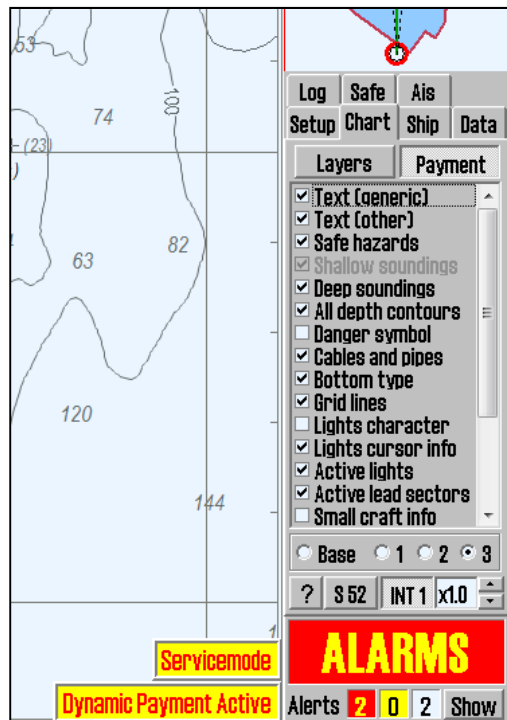 53
74
100
(23)
)
82
63
120
144
1
Servicemode
Dynamic Payment Active
Log Safe Ais
Setup Chart Ship Data
Layers Payment
Text (generic)
Text (other)
Safe hazards
Shallow soundings
Deep soundings
All depth contours
Danger symbol
Cables and pipes
Bottom type
Grid lines
Lights character
Lights cursor info
Active lights
Active lead sectors
Small craft info
Base 1 2 3
? S 52 INT 1 x1.0
ALARMS
Alerts 2 0 2 Show